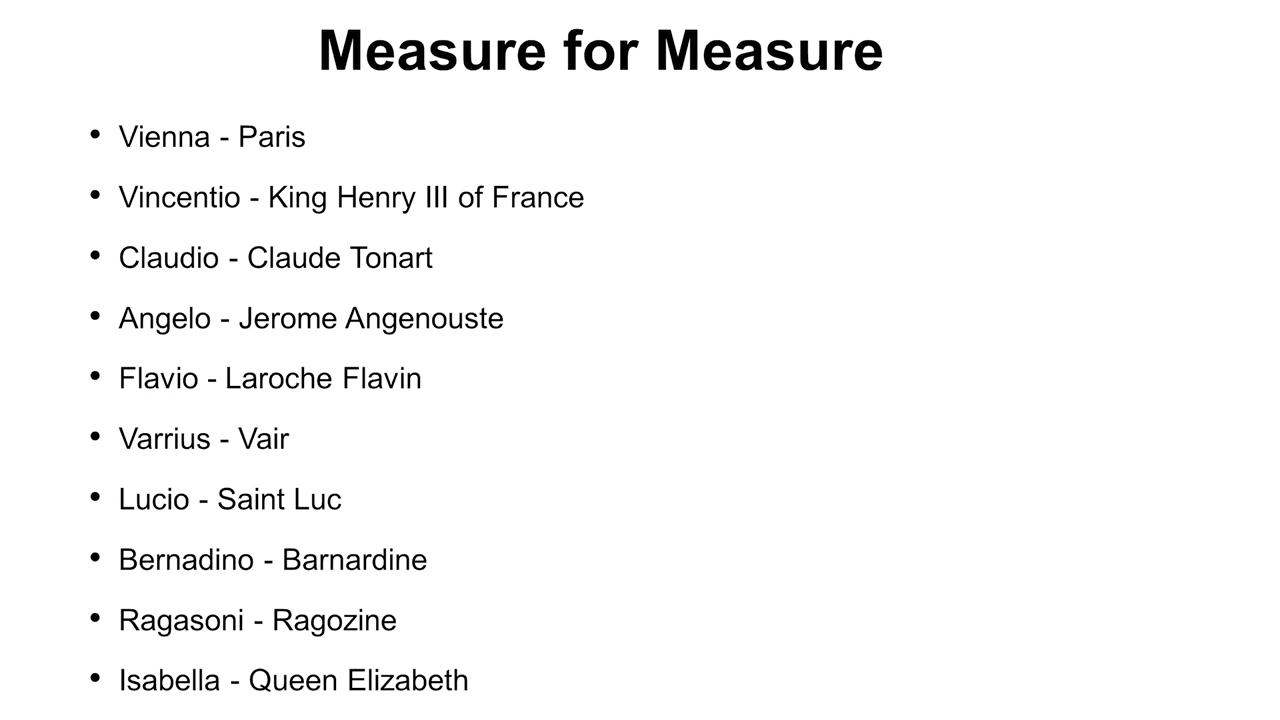 Measure for Measure
• Vienna - Paris
• Vincentio - King Henry III of France
• Claudio - Claude Tonart
• Angelo - Jerome Angenouste
• Flavio - Laroche Flavin
• Varrius - Vair
• Lucio - Saint Luc
• Bernadino - Barnardine
• Ragasoni - Ragozine
• Isabella - Queen Elizabeth